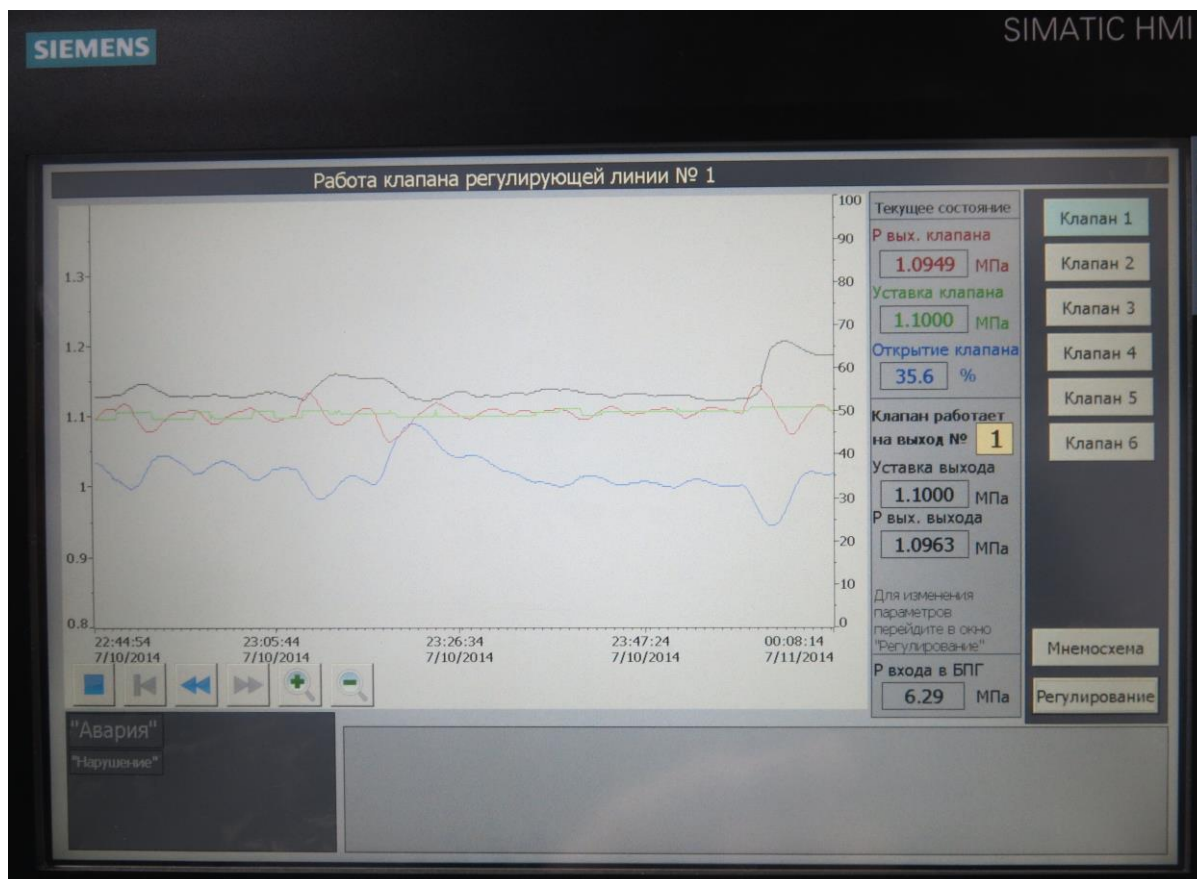 SIEMENS
SIMATIC HMI
Работа клапана регулирующей линии № 1
1.3
1.2
1.1
1
0.9
0.8
100
90
80
70
60
50
40
30
20
10
0
22:44:54
7/10/2014
23:05:44
7/10/2014
23:26:34
7/10/2014
23:47:24
7/10/2014
00:08:14
7/11/2014
Текущее состояние
Р вых. клапана
1.0949 МПа
Уставка клапана
1.1000 МПа
Открытие клапана
35.6 %
Клапан работает
на выход № 1
Уставка выхода
1.1000 МПа
Р вых. выхода
1.0963 МПа
Для изменения
параметров
перейдите в окно
"Регулирование"
Р входа в БПГ
6.29 МПа
Клапан 1
Клапан 2
Клапан 3
Клапан 4
Клапан 5
Клапан 6
Мнемосхема
Регулирование
"Авария"
"Нарушение"